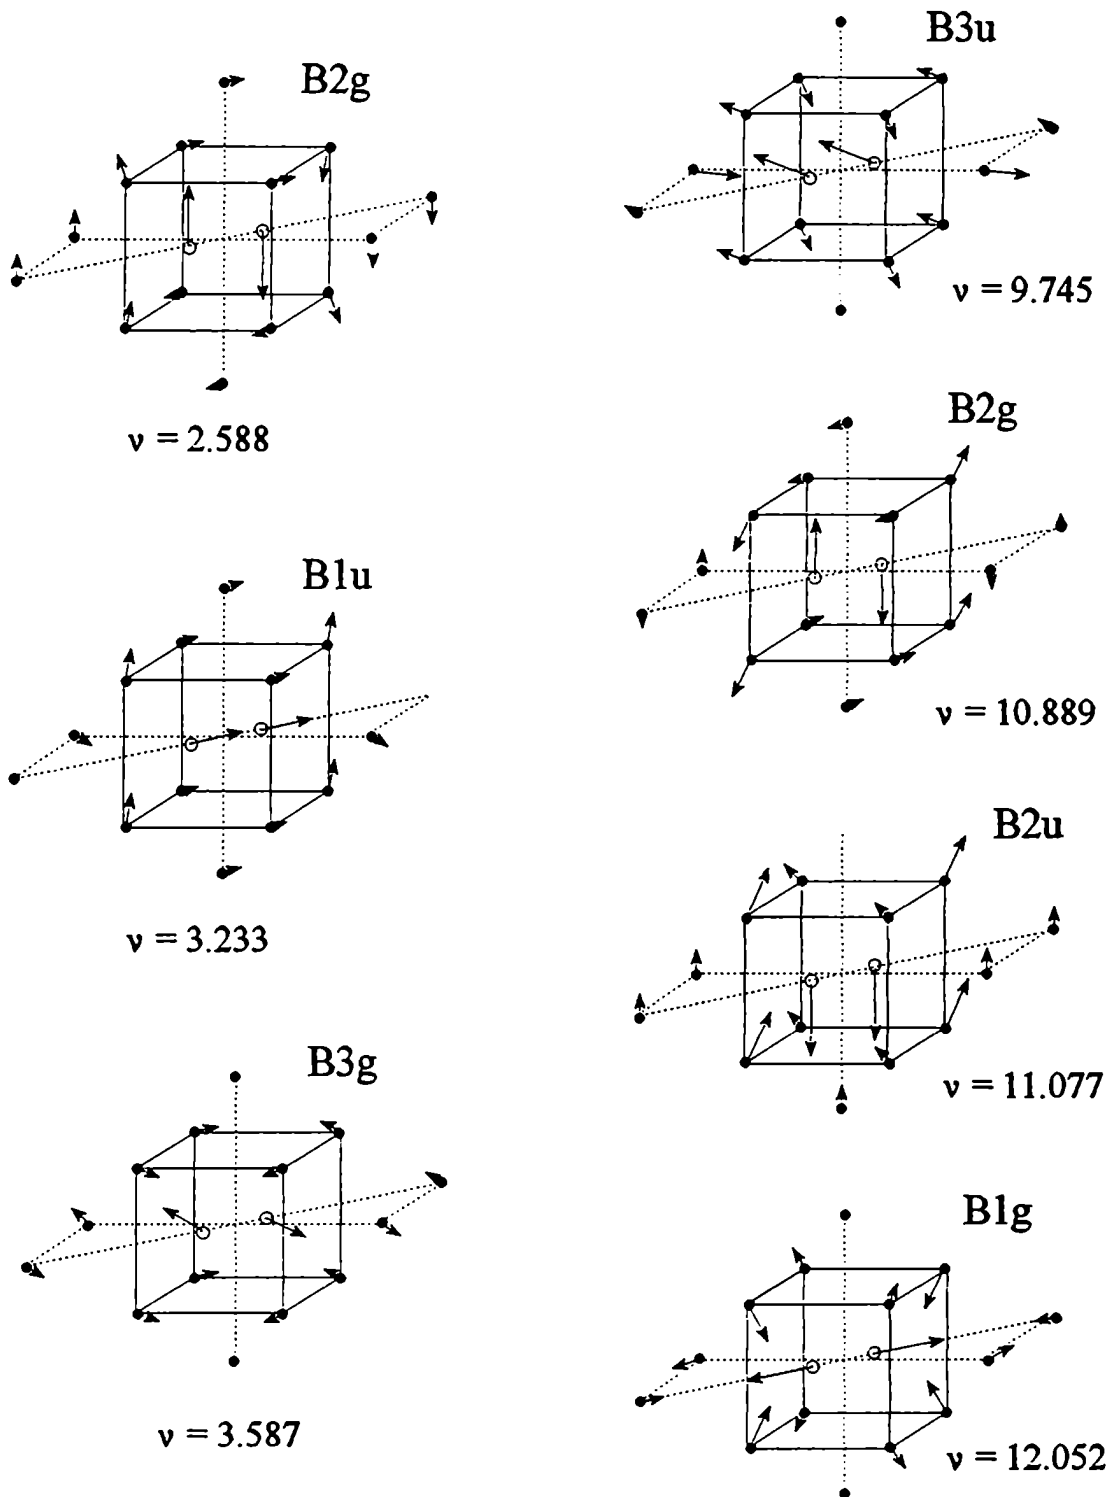 B2g
ν = 2.588
B1u
ν = 3.233
B3g
ν = 3.587
B3u
ν = 9.745
B2g
ν = 10.889
B2u
ν = 11.077
B1g
ν = 12.052